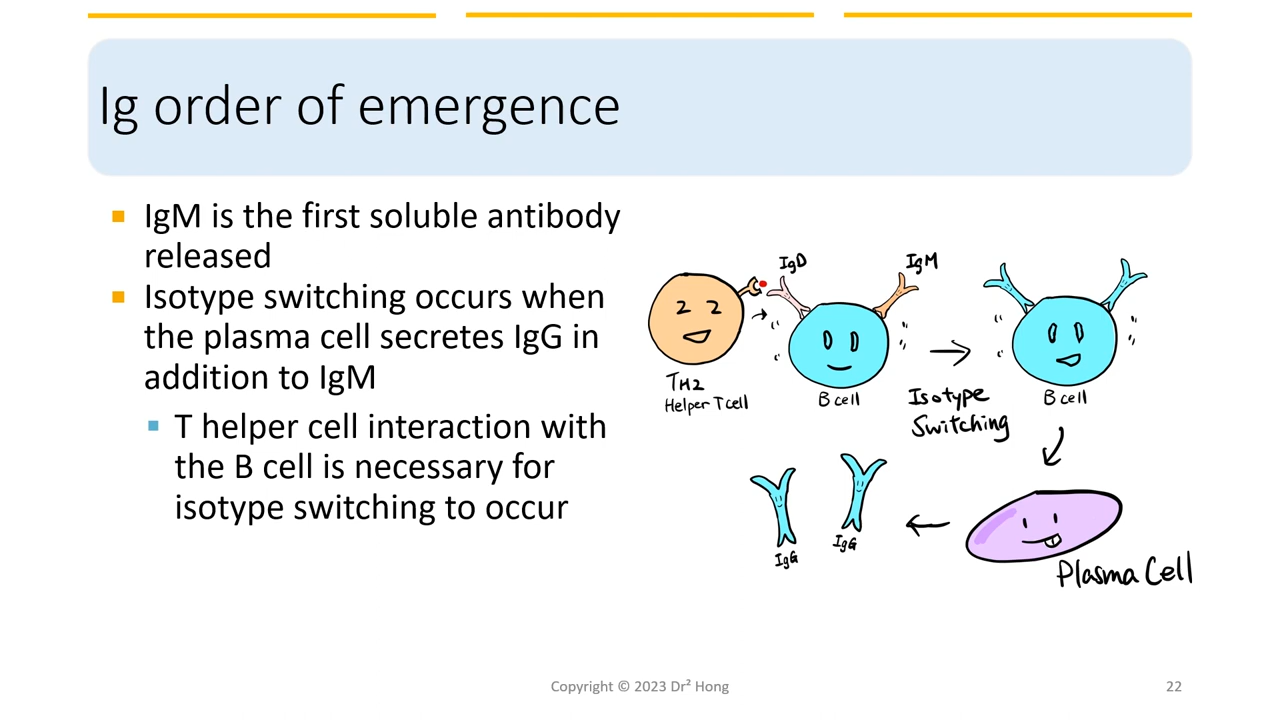 Ig order of emergence
IgM is the first soluble antibody
released
Isotype switching occurs when
the plasma cell secretes IgG in
addition to IgM
T helper cell interaction with
the B cell is necessary for
isotype switching to occur
IgD
IgM
TH2
Helper T cell
B cell
Isotype
Switching
B cell
IgG
IgG
Plasma Cell
Copyright © 2023 Dr² Hong
22